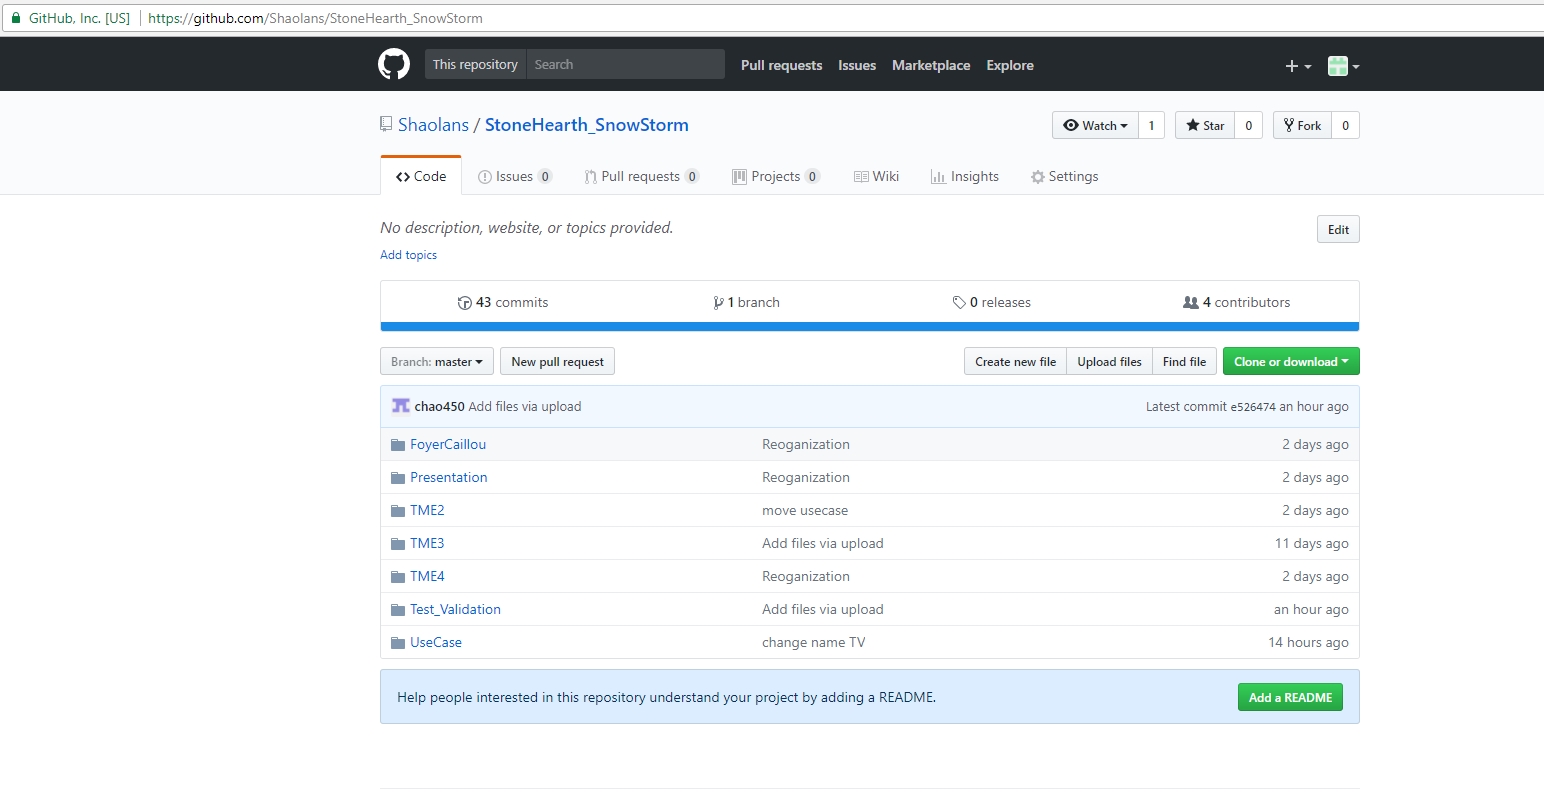 GitHub, Inc. [US] https://github.com/Shaolans/StoneHearth_SnowStorm
This repository Search Pull requests Issues Marketplace Explore
Shaolans / StoneHearth_SnowStorm Watch 1 Star 0 Fork 0
Code Issues 0 Pull requests 0 Projects 0 Wiki Insights Settings
No description, website, or topics provided. Edit
Add topics
43 commits 1 branch 0 releases 4 contributors
Branch: master New pull request Create new file Upload files Find file Clone or download
chao450 Add files via upload Latest commit e526474 an hour ago
FoyerCaillou Reoganization 2 days ago
Presentation Reoganization 2 days ago
TME2 move usecase 2 days ago
TME3 Add files via upload 11 days ago
TME4 Reoganization 2 days ago
Test_Validation Add files via upload an hour ago
UseCase change name TV 14 hours ago
Help people interested in this repository understand your project by adding a README. Add a README